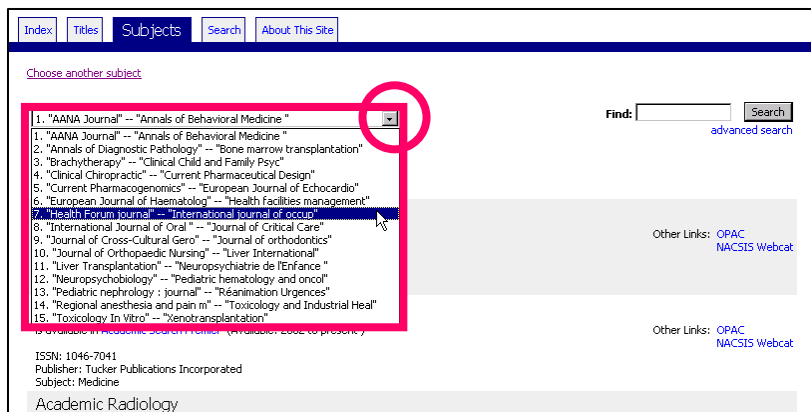 Index Titles Subjects Search About This Site
Choose another subject
Find: Search
advanced search
1. "AANA Journal" -- "Annals of Behavioral Medicine "
1. "AANA Journal" -- "Annals of Behavioral Medicine "
2. "Annals of Diagnostic Pathology" -- "Bone marrow transplantation"
3. "Brachytherapy" -- "Clinical Child and Family Psyc"
4. "Clinical Chiropractic" -- "Current Pharmaceutical Design"
5. "Current Pharmacogenomics" -- "European Journal of Echocardio"
6. "European Journal of Haematolog" -- "Health facilities management"
7. "Health Forum journal" -- "International journal of occup"
8. "International Journal of Oral " -- "Journal of Critical Care"
9. "Journal of Cross-Cultural Gero" -- "Journal of orthodontics"
10. "Journal of Orthopaedic Nursing" -- "Liver International"
11. "Liver Transplantation" -- "Neuropsychiatrie de l'Enfance "
12. "Neuropsychobiology" -- "Pediatric hematology and oncol"
13. "Pediatric nephrology : journal" -- "Réanimation Urgences"
14. "Regional anesthesia and pain m" -- "Toxicology and Industrial Heal"
15. "Toxicology In Vitro" -- "Xenotransplantation"
Other Links: OPAC
NACSIS Webcat
Other Links: OPAC
NACSIS Webcat
ISSN: 1046-7041
Publisher: Tucker Publications Incorporated
Subject: Medicine
Academic Radiology